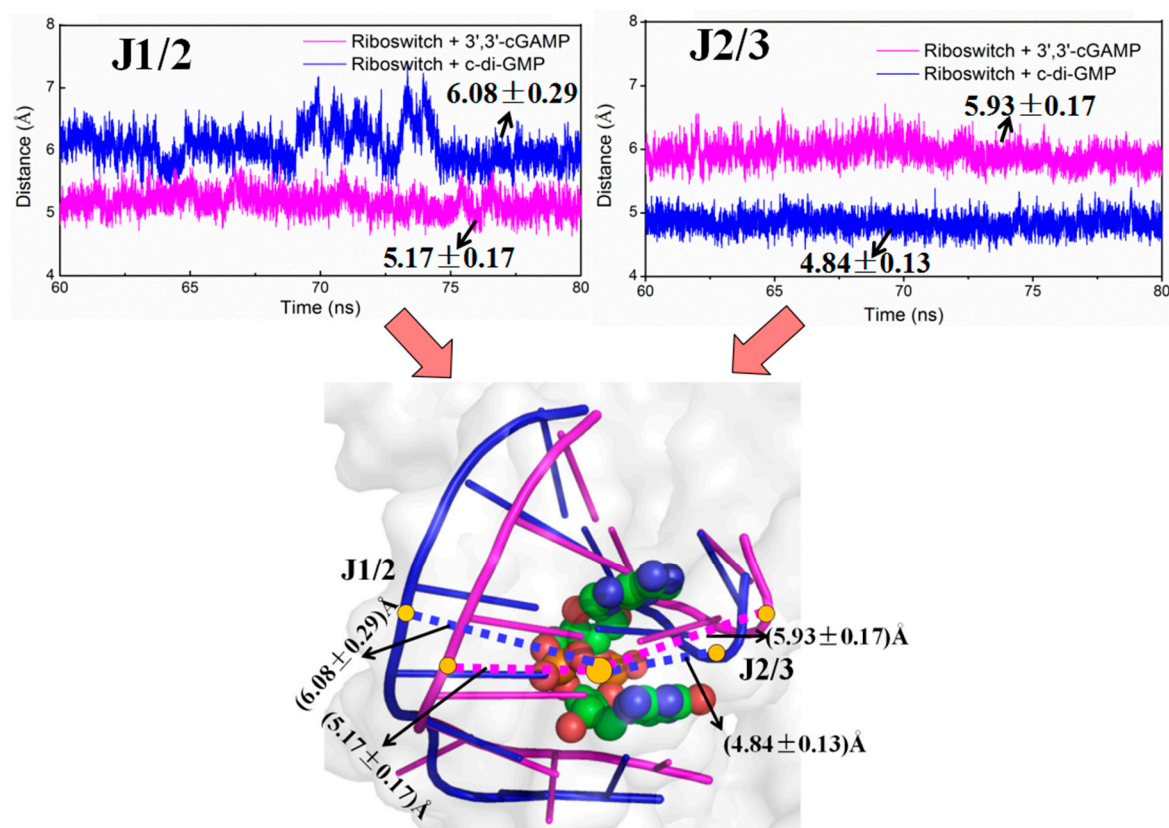 J1/2
Riboswitch + 3',3'-cGAMP
Riboswitch + c-di-GMP
6.08±0.29
5.17±0.17
Distance (Å)
8
7
6
5
4
60
65
70
75
80
Time (ns)
J2/3
Riboswitch + 3',3'-cGAMP
Riboswitch + c-di-GMP
5.93±0.17
4.84±0.13
Distance (Å)
8
7
6
5
4
60
65
70
75
80
Time (ns)
J1/2
(6.08±0.29)Å
(5.17±0.17)Å
(5.93±0.17)Å
J2/3
(4.84±0.13)Å